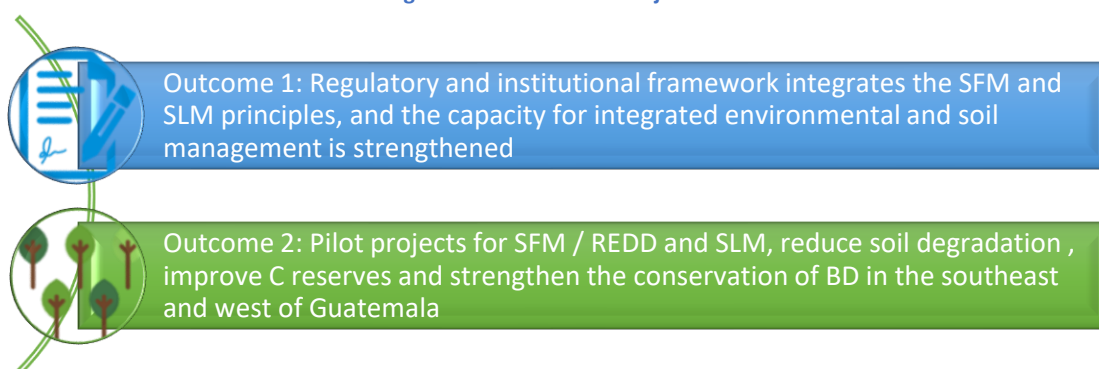 Outcome 1: Regulatory and institutional framework integrates the SFM and
SLM principles, and the capacity for integrated environmental and soil
management is strengthened
Outcome 2: Pilot projects for SFM / REDD and SLM, reduce soil degradation ,
improve C reserves and strengthen the conservation of BD in the southeast
and west of Guatemala